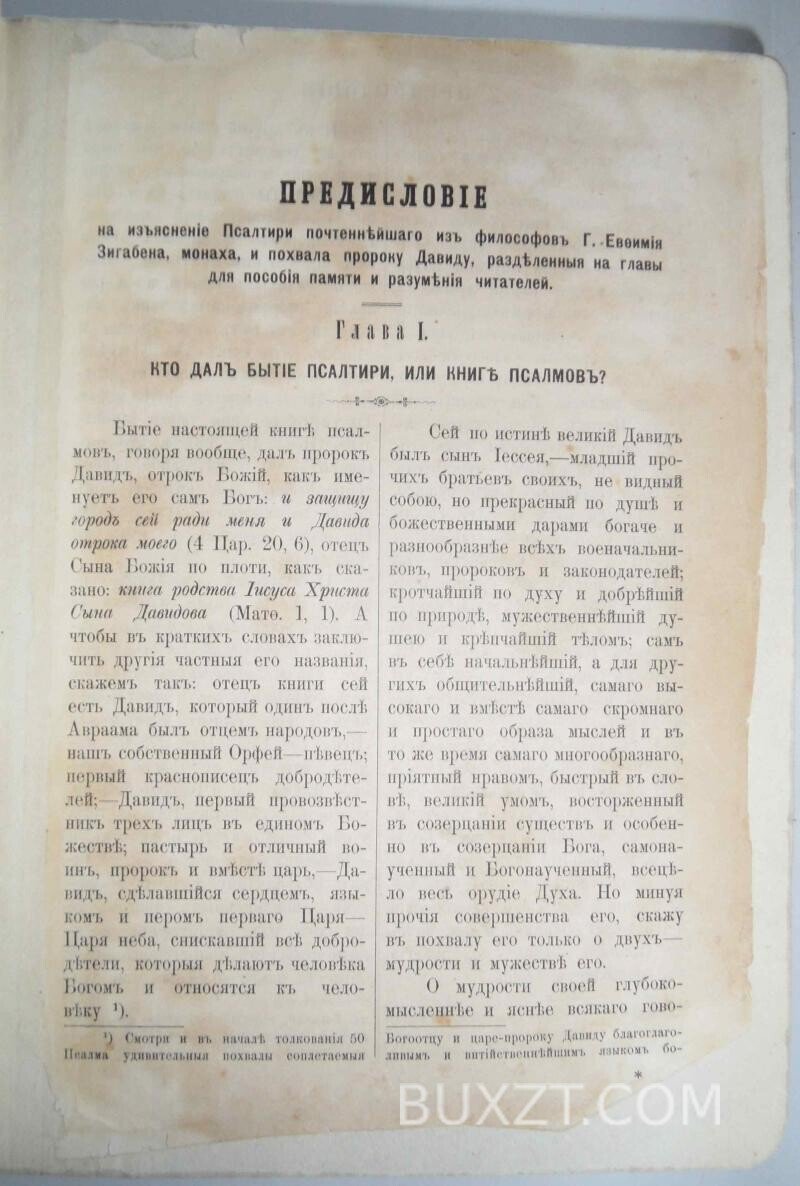 ПРЕДИСЛОВІЕ
на изъясненіе Псалтири почтеннѣйшаго изъ философовъ Г. Евѳимія
Зигабена, монаха, и похвала пророку Давиду, раздѣленныя на главы
для пособія памяти и разумѣнія читателей.
Глава I.
КТО ДАЛЪ БЫТІЕ ПСАЛТИРИ, ИЛИ КНИГѢ ПСАЛМОВЪ?
Бытіе настоящей книгѣ псал-
мовъ, говоря вообще, далъ пророкъ
Давидъ, отрокъ Божій, какъ име-
нуетъ его самъ Богъ: и защищу
городъ сей ради меня и Давида
отрока моего (4 Цар. 20, 6), отецъ
Сына Божія по плоти, какъ ска-
зано: книга родства Іисуса Христа
Сына Давидова (Матѳ. 1, 1). А
чтобы въ краткихъ словахъ заклю-
чить другія частныя его названія,
скажемъ такъ: отецъ книги сей
есть Давидъ, который одинъ послѣ
Авраама былъ отцемъ народовъ,—
нашъ собственный Орфей—пѣвецъ;
первый краснописецъ добродѣте-
лей;—Давидъ, первый провозвѣст-
никъ трехъ лицъ въ единомъ Бо-
жествѣ; пастырь и отличный во-
инъ, пророкъ и вмѣстѣ царь,—Да-
видъ, сдѣлавшійся сердцемъ, язы-
комъ и перомъ перваго Царя—
Царя неба, снискавшій всѣ добро-
дѣтели, которыя дѣлаютъ человѣка
Богомъ и относятся къ чело-
вѣку ¹).
¹) Смотри и въ началѣ толкованія 50
Псалма удивительныя похвалы соплетаемыя
Сей по истинѣ великій Давидъ
былъ сынъ Іессея,—младшій про-
чихъ братьевъ своихъ, не видный
собою, но прекрасный по душѣ и
божественными дарами богаче и
разнообразнѣе всѣхъ военачальни-
ковъ, пророковъ и законодателей;
кротчайшій по духу и добрѣйшій
по природѣ, мужественнѣйшій ду-
шею и крѣпчайшій тѣломъ; самъ
въ себѣ начальнѣйшій, а для дру-
гихъ общительнѣйшій, самаго вы-
сокаго и вмѣстѣ самаго скромнаго
и простаго образа мыслей и въ
то же время самаго многообразнаго,
пріятный нравомъ, быстрый въ сло-
вѣ, великій умомъ, восторженный
въ созерцаніи существъ и особен-
но въ созерцаніи Бога, самона-
ученный и Богонаученный, всецѣ-
ло весь орудіе Духа. Но минуя
прочія совершенства его, скажу
въ похвалу его только о двухъ—
мудрости и мужествѣ его.
О мудрости своей глубоко-
мысленнѣе и яснѣе всякаго гово-
Богоотцу и царе-пророку Давиду благоглаго-
ливымъ и витійственнѣйшимъ языкомъ бо-
*
BUXZT.COM